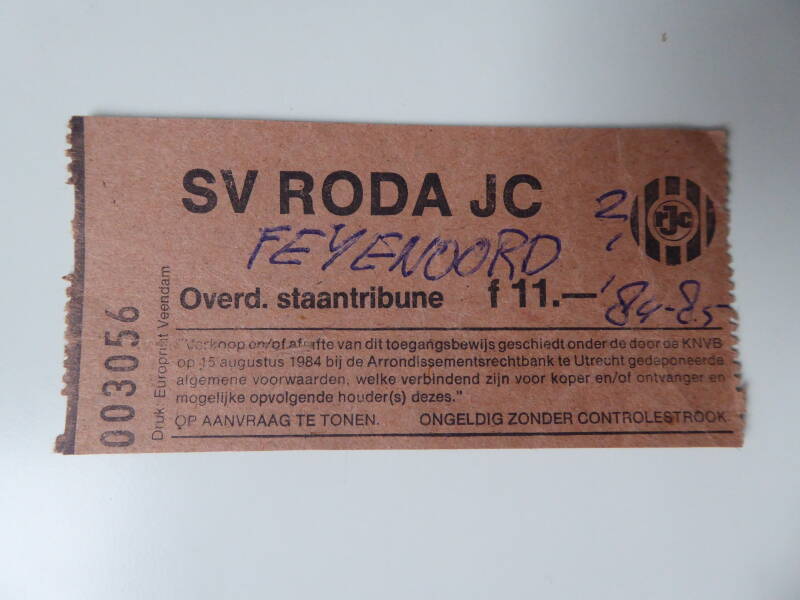 SV RODA JC
rJc
FEYENOORD
2
Overd. staantribune f 11.—
84-85
"Verkoop en/of afgifte van dit toegangsbewijs geschiedt onder de door de KNVB
op 15 augustus 1984 bij de Arrondissementsrechtbank te Utrecht gedeponeerde
algemene voorwaarden, welke verbindend zijn voor koper en/of ontvanger en
mogelijke opvolgende houder(s) dezes."
OP AANVRAAG TE TONEN. ONGELDIG ZONDER CONTROLESTROOK.
003056
Druk: Europrint Veendam